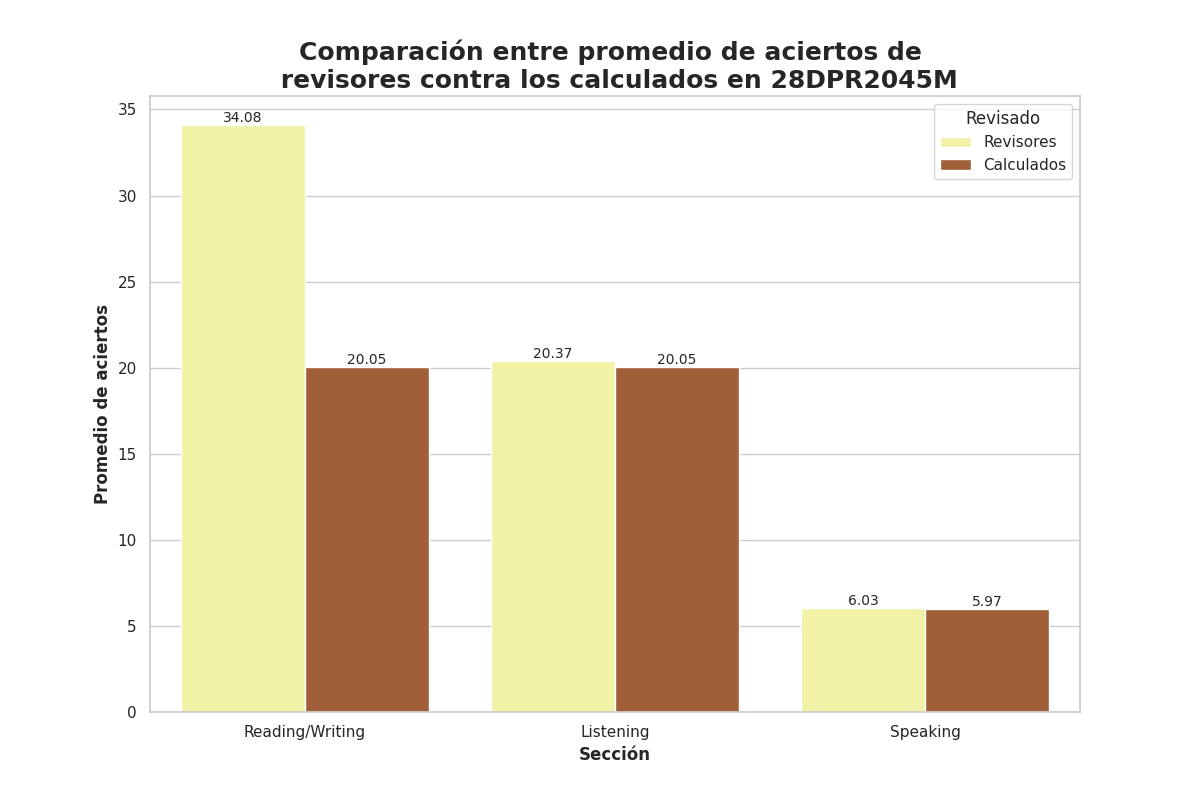 Comparación entre promedio de aciertos de
revisores contra los calculados en 28DPR2045M
Promedio de aciertos
35
30
25
20
15
10
5
0
34.08
20.05
20.37
20.05
6.03
5.97
Revisado
Revisores
Calculados
Reading/Writing
Listening
Speaking
Sección